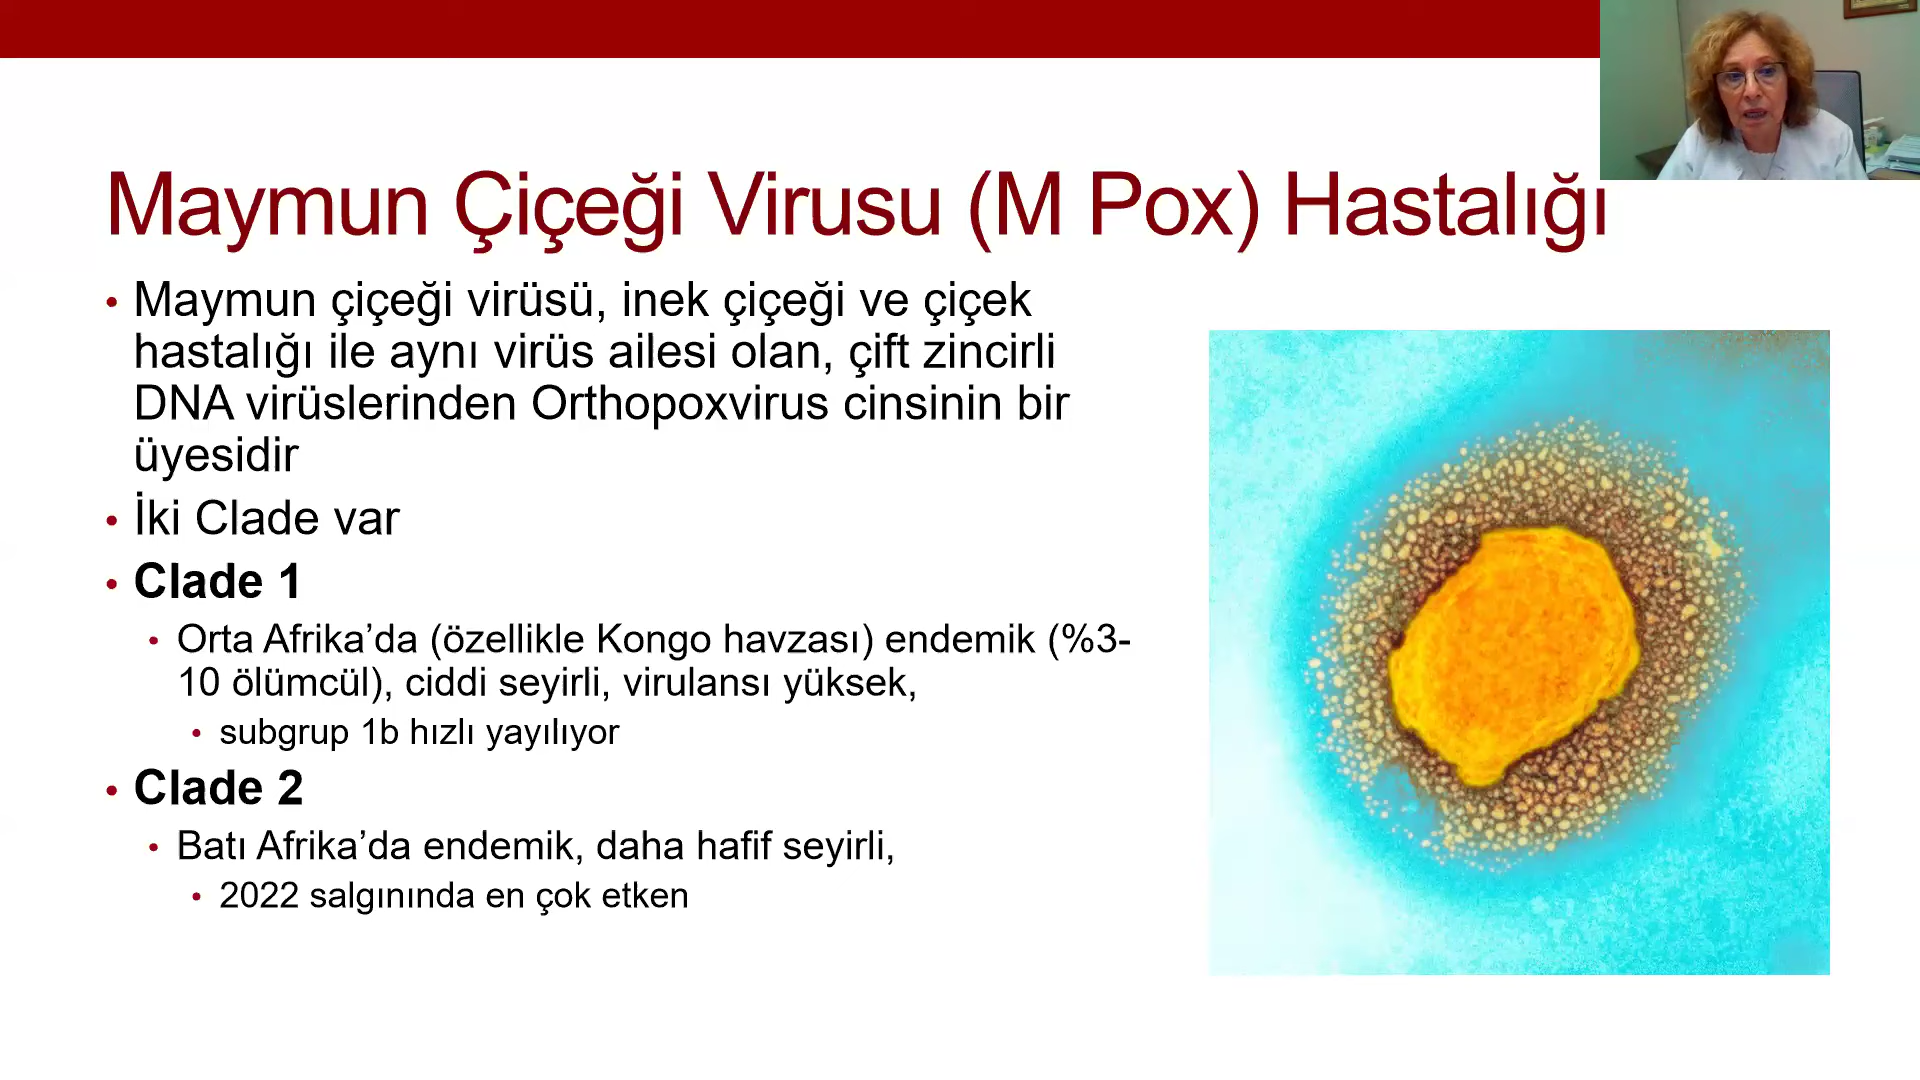 Maymun Çiçeği Virusu (M Pox) Hastalığı
• Maymun çiçeği virüsü, inek çiçeği ve çiçek
hastalığı ile aynı virüs ailesi olan, çift zincirli
DNA virüslerinden Orthopoxvirus cinsinin bir
üyesidir
• İki Clade var
• Clade 1
• Orta Afrika’da (özellikle Kongo havzası) endemik (%3-
10 ölümcül), ciddi seyirli, virulansı yüksek,
• subgrup 1b hızlı yayılıyor
• Clade 2
• Batı Afrika’da endemik, daha hafif seyirli,
• 2022 salgınında en çok etken